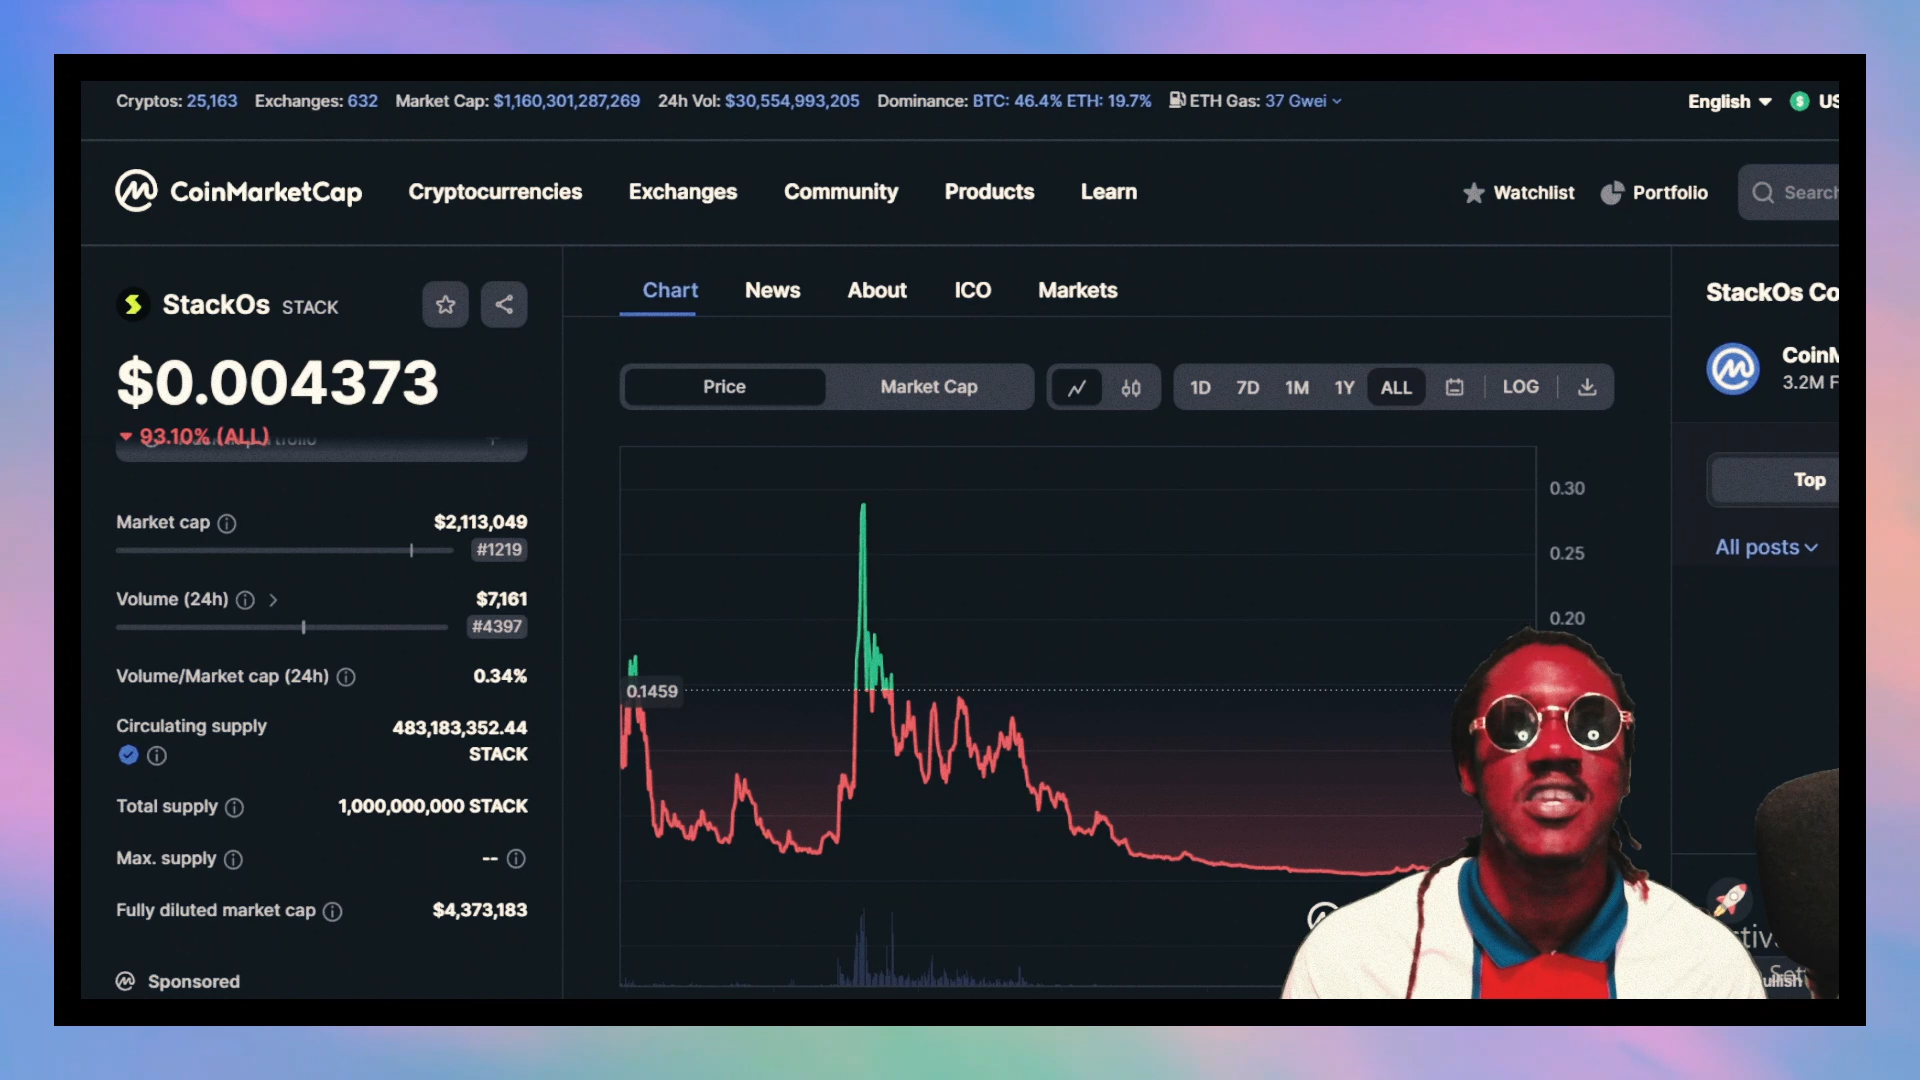 Cryptos: 25,163 Exchanges: 632 Market Cap: $1,160,301,287,269 24h Vol: $30,554,993,205 Dominance: BTC: 46.4% ETH: 19.7% ETH Gas: 37 Gwei
English US
CoinMarketCap Cryptocurrencies Exchanges Community Products Learn Watchlist Portfolio Search
StackOs STACK
$0.004373
93.10% (ALL)
Market cap $2,113,049
#1219
Volume (24h) $7,161
#4397
Volume/Market cap (24h) 0.34%
Circulating supply 483,183,352.44
STACK
Total supply 1,000,000,000 STACK
Max. supply --
Fully diluted market cap $4,373,183
Sponsored
Chart News About ICO Markets
Price Market Cap 1D 7D 1M 1Y ALL LOG
0.30
0.25
0.20
0.1459
StackOs Co
CoinM
3.2M F
Top
All posts